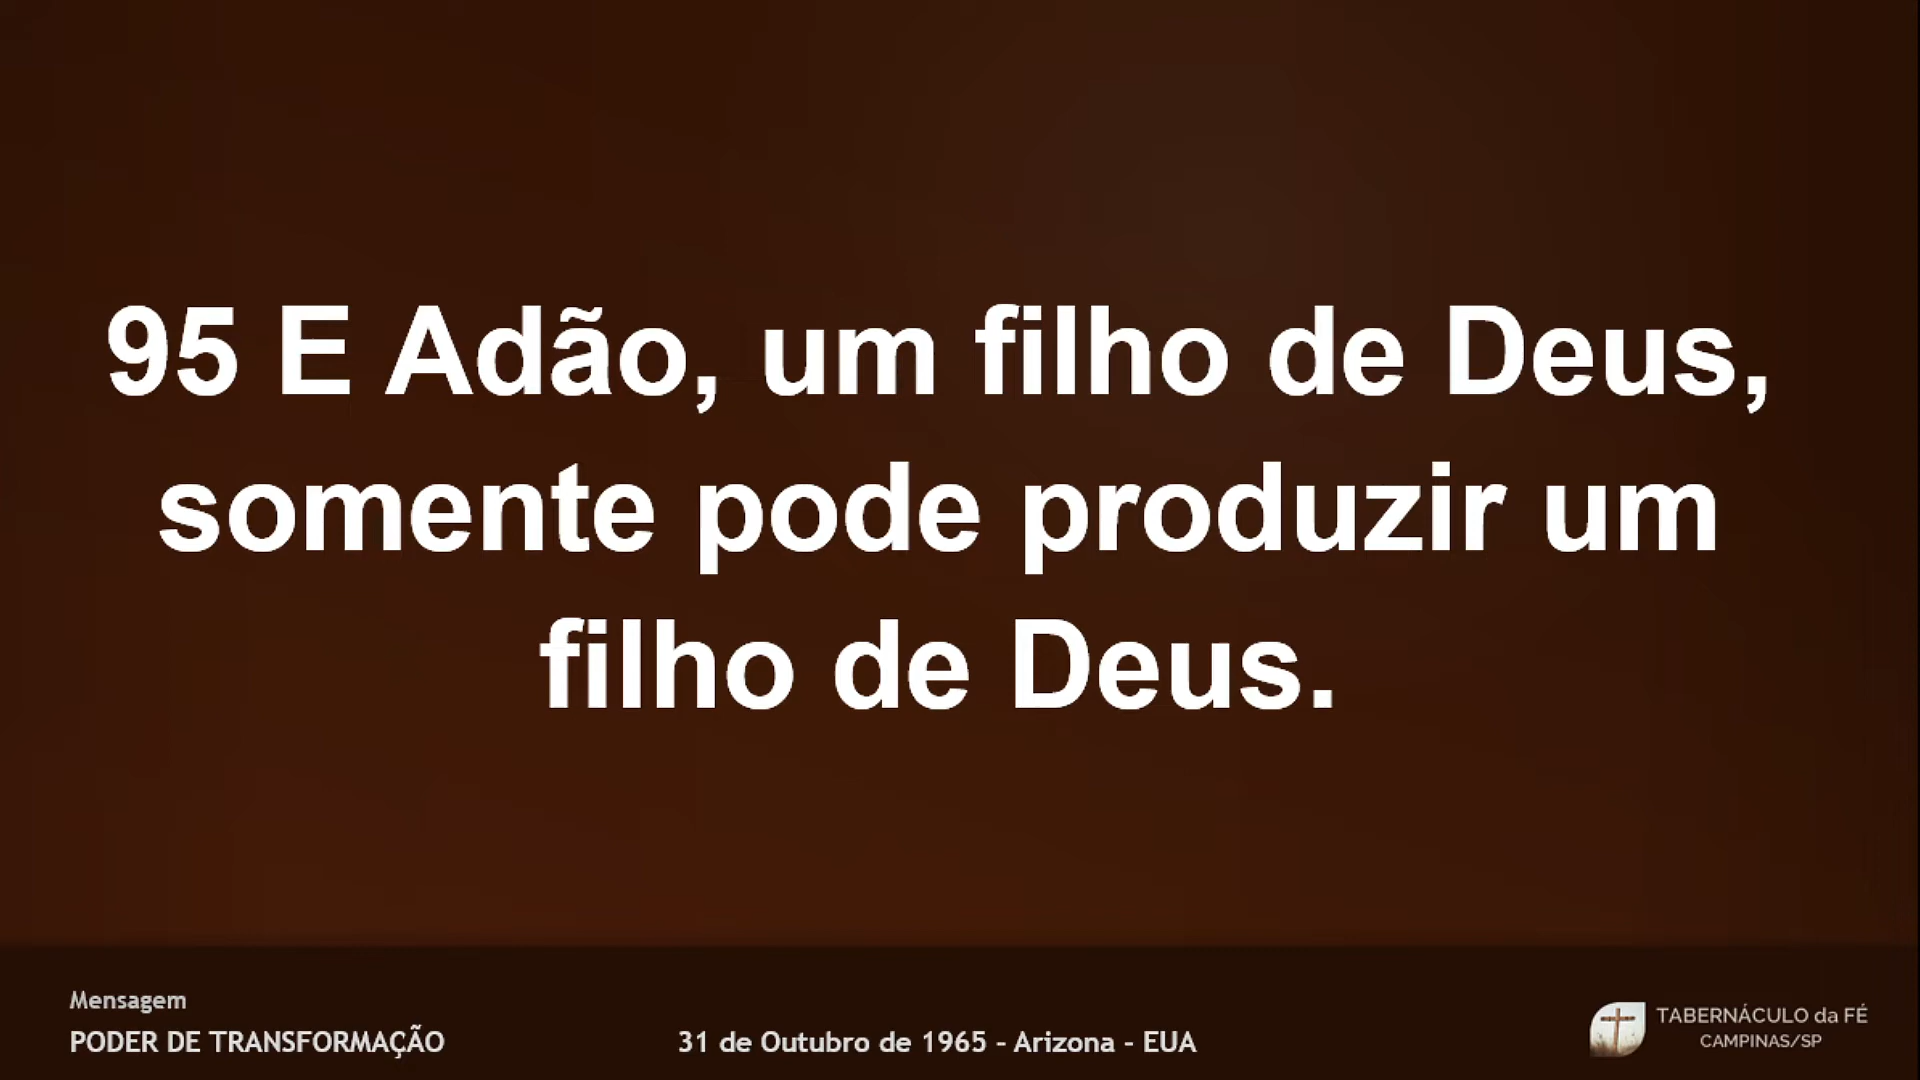 95 E Adão, um filho de Deus,
somente pode produzir um
filho de Deus.
Mensagem
PODER DE TRANSFORMAÇÃO
31 de Outubro de 1965 - Arizona - EUA
TABERNÁCULO da FÉ
CAMPINAS/SP